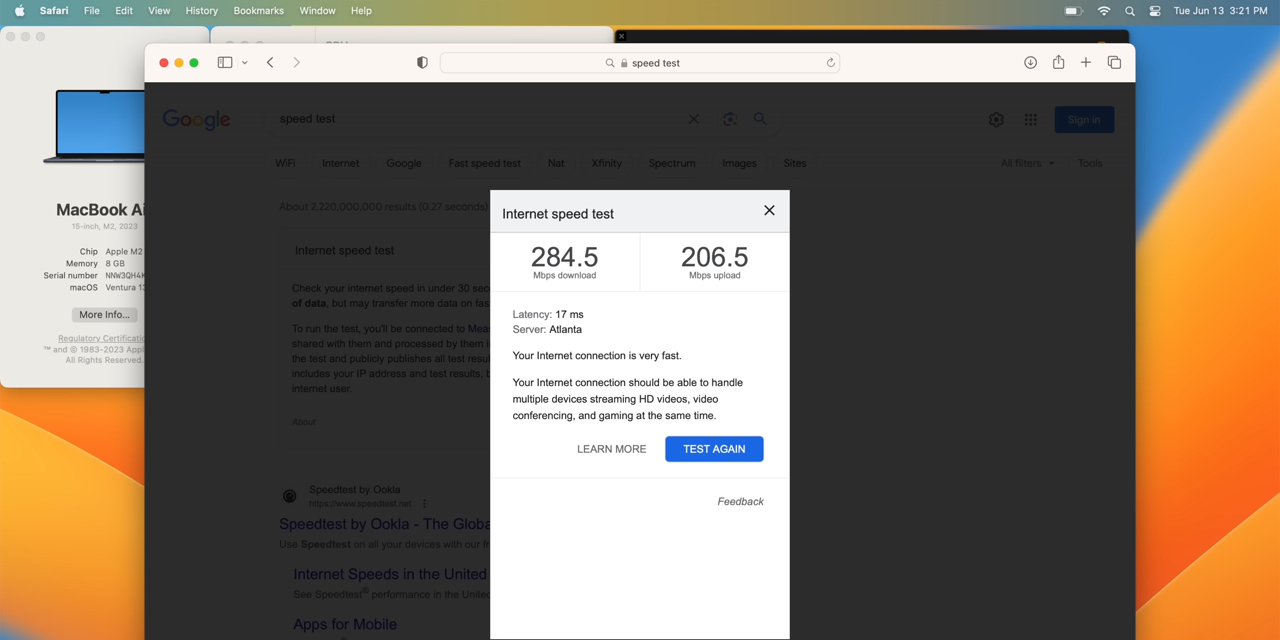 Safari File Edit View History Bookmarks Window Help
Tue Jun 13 3:21 PM
speed test
MacBook Ai
15-inch, M2, 2023
Chip Apple M2
Memory 8 GB
Serial number NNW3QH4
macOS Ventura 13
More Info...
Regulatory Certificatio
™ and © 1983-2023 Appl
All Rights Reserved.
Google
speed test
Sign in
WiFi Internet Google Fast speed test Nat Xfinity Spectrum Images Sites
All filters Tools
About 2,220,000,000 results (0.27 seconds)
Internet speed test
Check your internet speed in under 30 sec
of data, but may transfer more data on fas
To run the test, you'll be connected to Meas
shared with them and processed by them i
the test and publicly publishes all test resul
includes your IP address and test results, b
internet user.
About
Speedtest by Ookla
https://www.speedtest.net
Speedtest by Ookla - The Globa
Use Speedtest on all your devices with our fr
Internet Speeds in the United
See Speedtest® performance in the United
Apps for Mobile
Internet speed test
284.5
Mbps download
206.5
Mbps upload
Latency: 17 ms
Server: Atlanta
Your Internet connection is very fast.
Your Internet connection should be able to handle
multiple devices streaming HD videos, video
conferencing, and gaming at the same time.
LEARN MORE
TEST AGAIN
Feedback